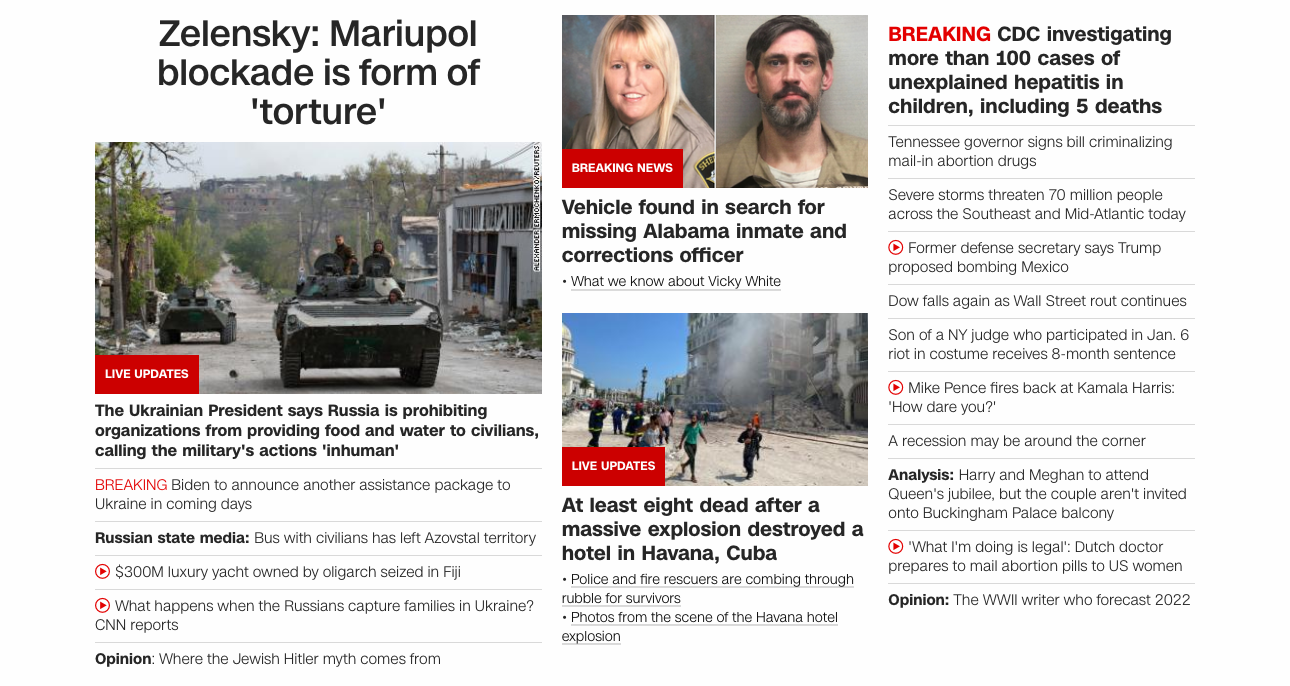 Zelensky: Mariupol
blockade is form of
'torture'
ALEXANDER ERMOCHENKO/REUTERS
LIVE UPDATES
The Ukrainian President says Russia is prohibiting
organizations from providing food and water to civilians,
calling the military's actions 'inhuman'
BREAKING Biden to announce another assistance package to
Ukraine in coming days
Russian state media: Bus with civilians has left Azovstal territory
$300M luxury yacht owned by oligarch seized in Fiji
What happens when the Russians capture families in Ukraine?
CNN reports
Opinion: Where the Jewish Hitler myth comes from
BREAKING NEWS
Vehicle found in search for
missing Alabama inmate and
corrections officer
• What we know about Vicky White
LIVE UPDATES
At least eight dead after a
massive explosion destroyed a
hotel in Havana, Cuba
• Police and fire rescuers are combing through
rubble for survivors
• Photos from the scene of the Havana hotel
explosion
BREAKING CDC investigating
more than 100 cases of
unexplained hepatitis in
children, including 5 deaths
Tennessee governor signs bill criminalizing
mail-in abortion drugs
Severe storms threaten 70 million people
across the Southeast and Mid-Atlantic today
Former defense secretary says Trump
proposed bombing Mexico
Dow falls again as Wall Street rout continues
Son of a NY judge who participated in Jan. 6
riot in costume receives 8-month sentence
Mike Pence fires back at Kamala Harris:
'How dare you?'
A recession may be around the corner
Analysis: Harry and Meghan to attend
Queen's jubilee, but the couple aren't invited
onto Buckingham Palace balcony
'What I'm doing is legal': Dutch doctor
prepares to mail abortion pills to US women
Opinion: The WWII writer who forecast 2022